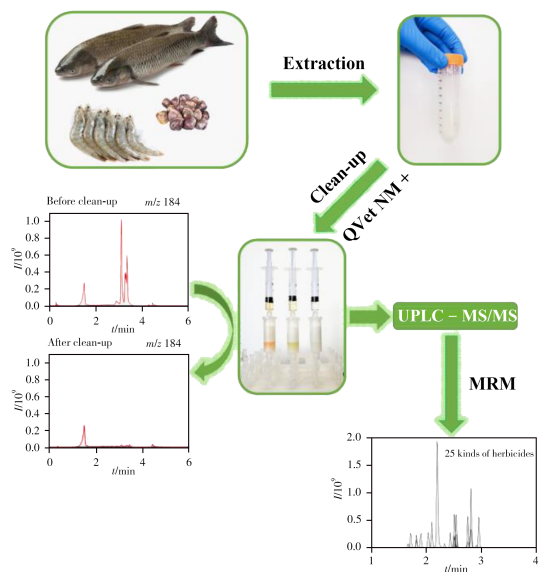 Extraction
Clean-up
QVet NM +
Before clean-up m/z 184
I/10⁹
1.0
0.8
0.6
0.4
0.2
0.0
0 2 4 6
t/min
After clean-up m/z 184
I/10⁹
1.0
0.8
0.6
0.4
0.2
0.0
0 2 4 6
t/min
UPLC – MS/MS
MRM
25 kinds of herbicides
I/10⁹
2.0
1.5
1.0
0.5
0.0
1 2 3 4
t/min